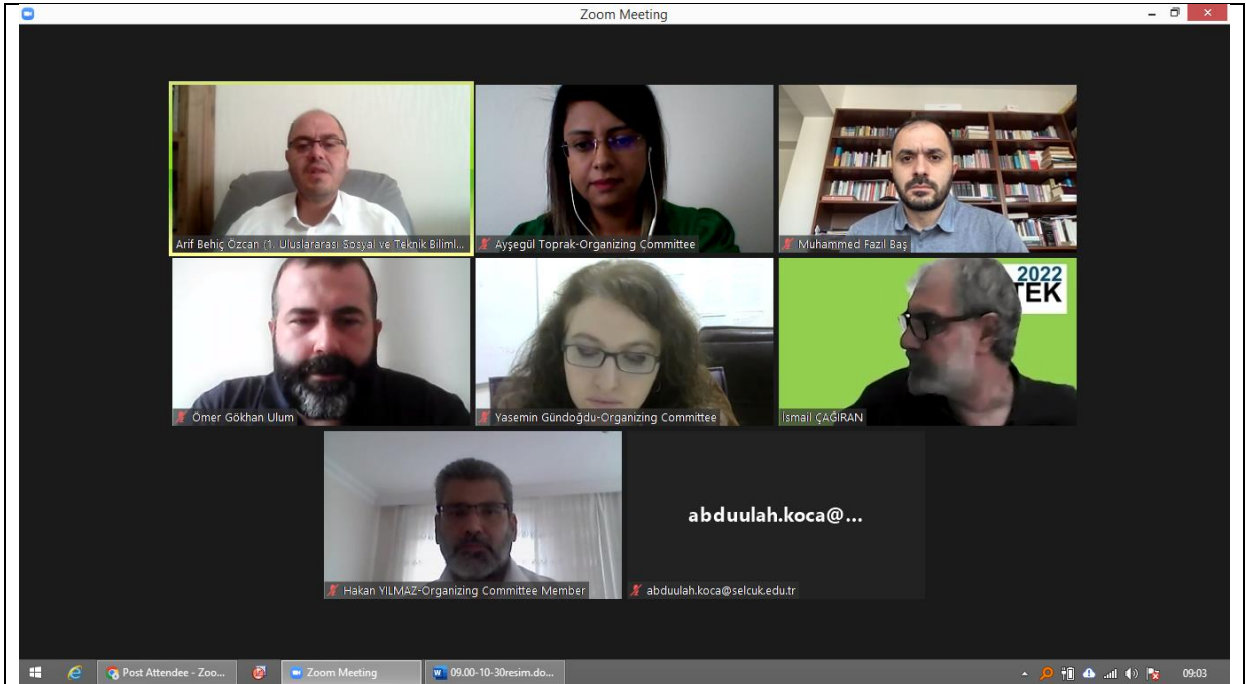 Zoom Meeting
Arif Behiç Özcan (1. Uluslararası Sosyal ve Teknik Biliml...
Ayşegül Toprak-Organizing Committee
Muhammed Fazıl Baş
2022
TEK
Ömer Gökhan Ulum
Yasemin Gündoğdu-Organizing Committee
İsmail ÇAĞIRAN
abduulah.koca@...
Hakan YILMAZ-Organizing Committee Member
abduulah.koca@selcuk.edu.tr
Post Attendee - Zoo...
Zoom Meeting
09.00-10-30resim.do...
09:03